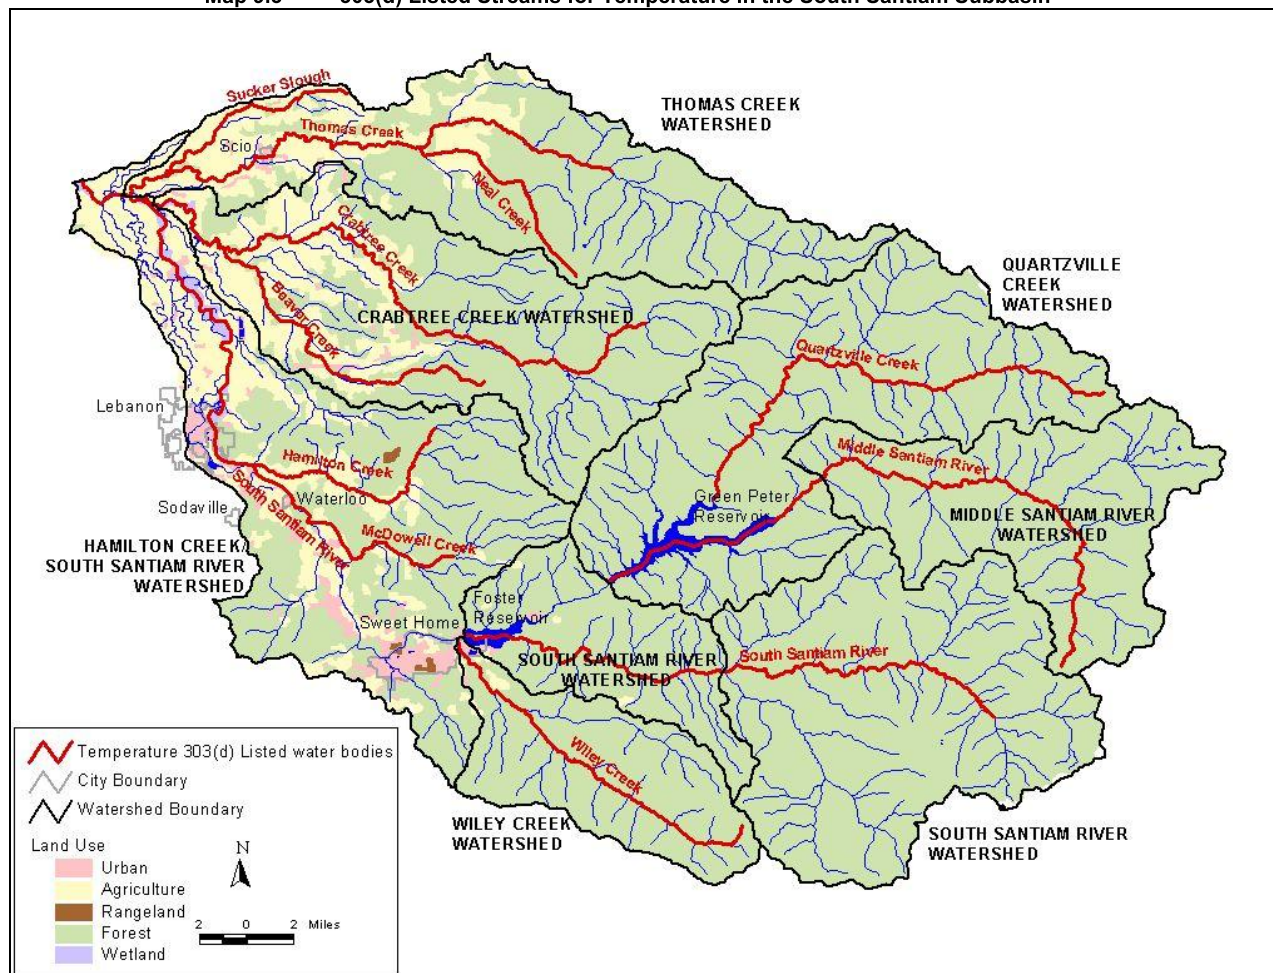 303(d) Listed Streams for Temperature in the South Santiam Subbasin
Sucker Slough
THOMAS CREEK
WATERSHED
Thomas Creek
Scio
Neal Creek
Crabtree Creek
QUARTZVILLE
CREEK
WATERSHED
Beaver Creek
CRABTREE CREEK WATERSHED
Quartzville Creek
Lebanon
Middle Santiam River
Hamilton Creek
South Santiam River
Waterloo
Green Peter
Reservoir
Sodaville
MIDDLE SANTIAM RIVER
WATERSHED
McDowell Creek
HAMILTON CREEK/
SOUTH SANTIAM RIVER
WATERSHED
Foster
Reservoir
Sweet Home
SOUTH SANTIAM RIVER
WATERSHED
South Santiam River
Wiley Creek
WILEY CREEK
WATERSHED
SOUTH SANTIAM RIVER
WATERSHED
Temperature 303(d) Listed water bodies
City Boundary
Watershed Boundary
Land Use
Urban
Agriculture
Rangeland
Forest
Wetland
N
2 0 2 Miles